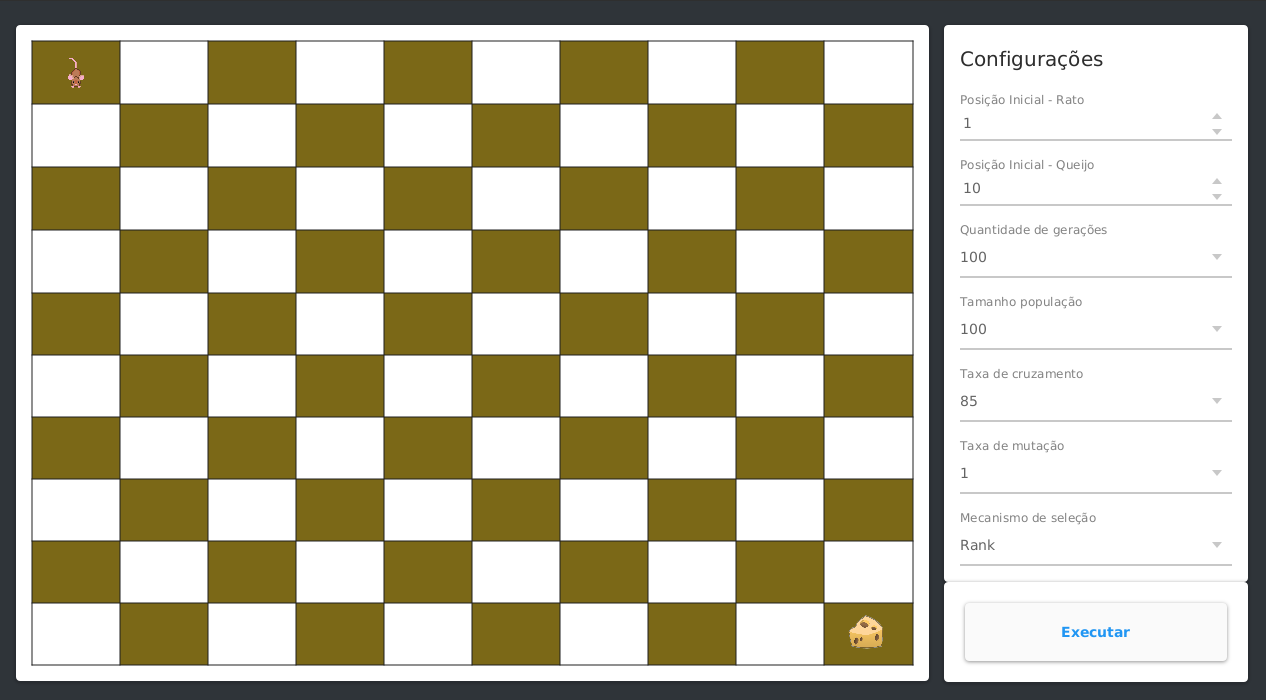 Configurações
Posição Inicial - Rato
1
Posição Inicial - Queijo
10
Quantidade de gerações
100
Tamanho população
100
Taxa de cruzamento
85
Taxa de mutação
1
Mecanismo de seleção
Rank
Executar